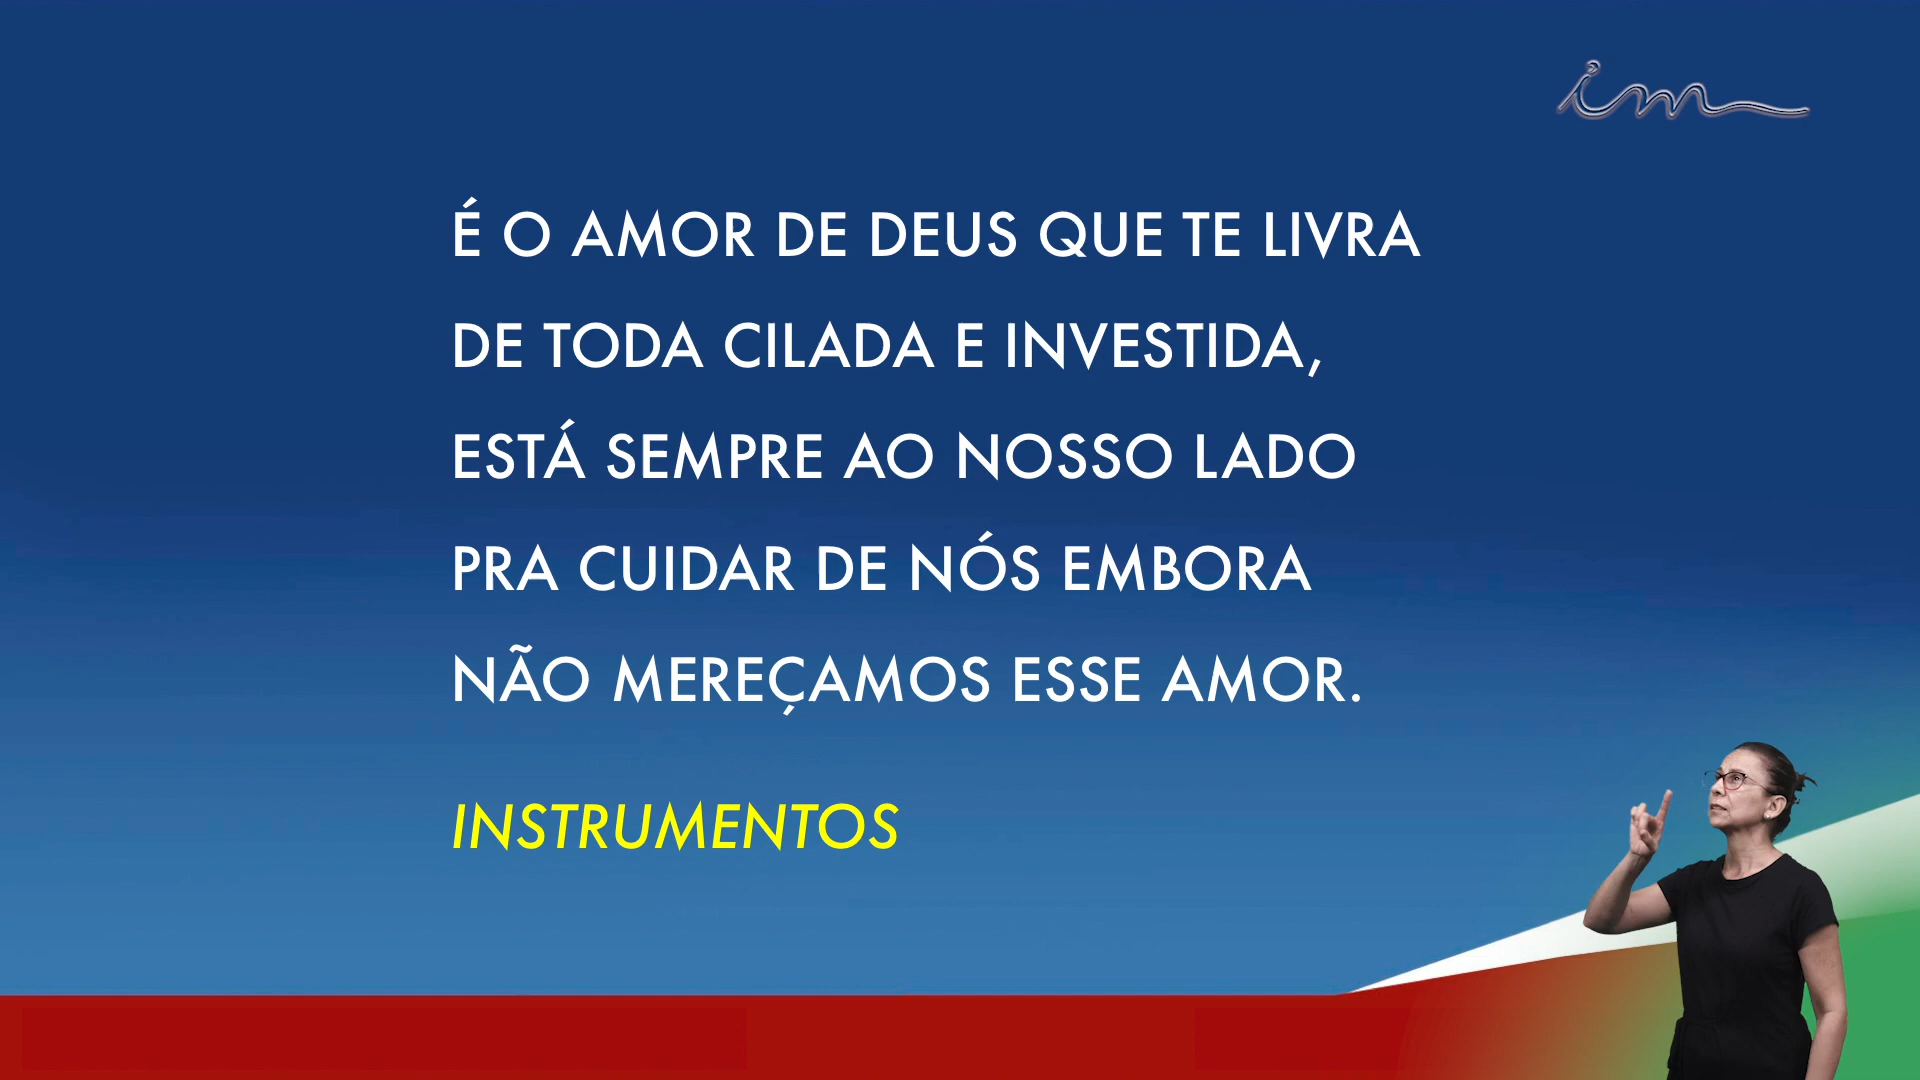 im
É O AMOR DE DEUS QUE TE LIVRA
DE TODA CILADA E INVESTIDA,
ESTÁ SEMPRE AO NOSSO LADO
PRA CUIDAR DE NÓS EMBORA
NÃO MEREÇAMOS ESSE AMOR.
INSTRUMENTOS